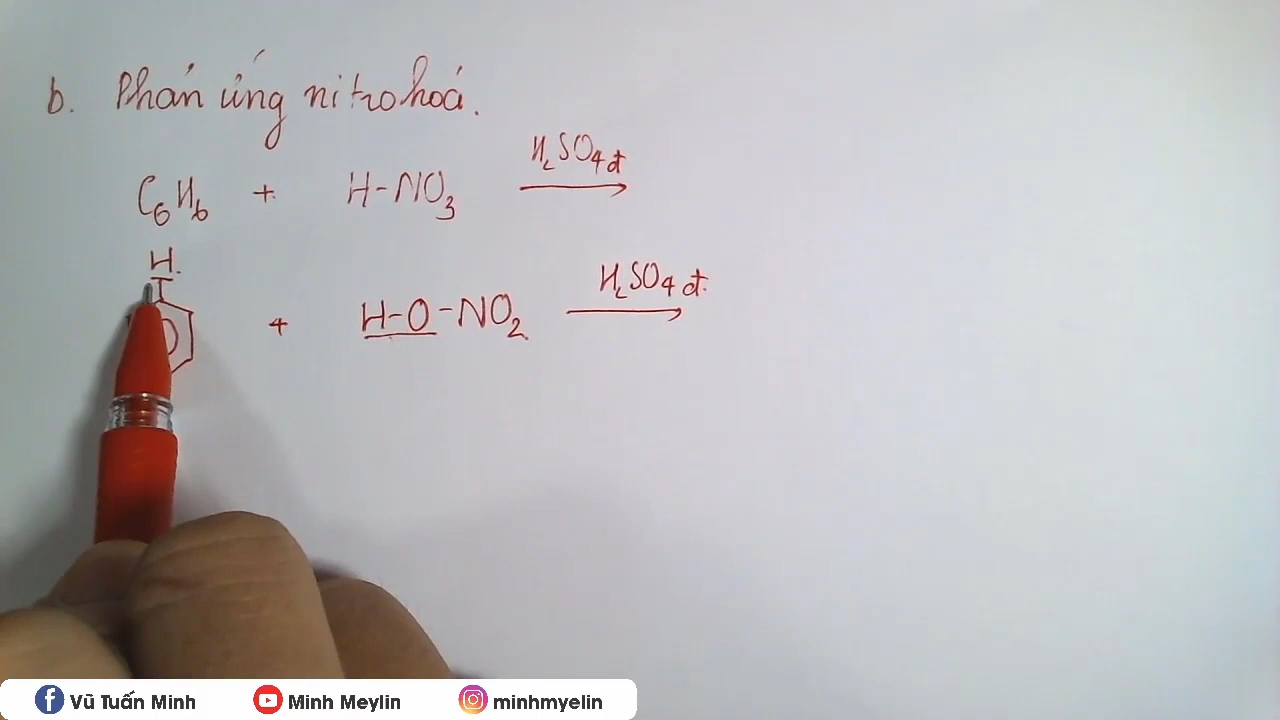 b. Phản ứng nitro hoá.
H₂SO₄ đ
C₆H₆ + H-NO₃ →
H
H₂SO₄ đ.
+ H-O-NO₂ →
Vũ Tuấn Minh Minh Meylin minhmyelin